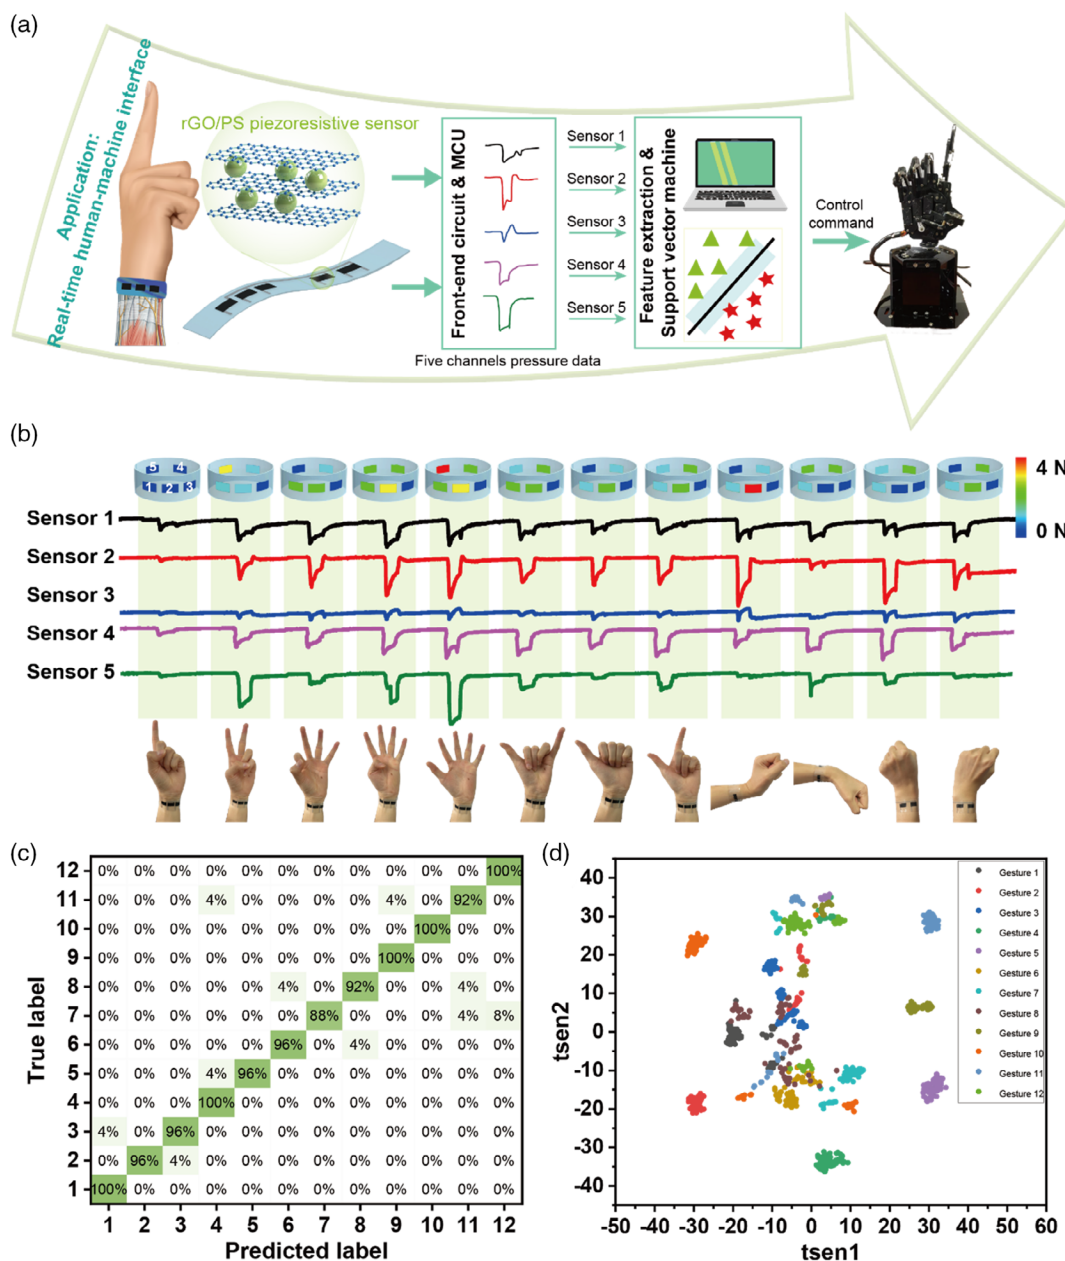 (a)
Application:
Real-time human-machine interface
rGO/PS piezoresistive sensor
Front-end circuit & MCU
Sensor 1
Sensor 2
Sensor 3
Sensor 4
Sensor 5
Five channels pressure data
Feature extraction &
Support vector machine
Control
command
(b)
5 4
1 2 3
4 N
0 N
Sensor 1
Sensor 2
Sensor 3
Sensor 4
Sensor 5
(c)
True label
12 0% 0% 0% 0% 0% 0% 0% 0% 0% 0% 0% 100%
11 0% 0% 0% 4% 0% 0% 0% 0% 4% 0% 92% 0%
10 0% 0% 0% 0% 0% 0% 0% 0% 0% 100% 0% 0%
9 0% 0% 0% 0% 0% 0% 0% 0% 100% 0% 0% 0%
8 0% 0% 0% 0% 0% 4% 0% 92% 0% 0% 4% 0%
7 0% 0% 0% 0% 0% 0% 88% 0% 0% 0% 4% 8%
6 0% 0% 0% 0% 0% 96% 0% 4% 0% 0% 0% 0%
5 0% 0% 0% 4% 96% 0% 0% 0% 0% 0% 0% 0%
4 0% 0% 0% 100% 0% 0% 0% 0% 0% 0% 0% 0%
3 4% 0% 96% 0% 0% 0% 0% 0% 0% 0% 0% 0%
2 0% 96% 4% 0% 0% 0% 0% 0% 0% 0% 0% 0%
1 100% 0% 0% 0% 0% 0% 0% 0% 0% 0% 0% 0%
1 2 3 4 5 6 7 8 9 10 11 12
Predicted label
(d)
tsen2
40
30
20
10
0
-10
-20
-30
-40
-50 -40 -30 -20 -10 0 10 20 30 40 50 60
tsen1
Gesture 1
Gesture 2
Gesture 3
Gesture 4
Gesture 5
Gesture 6
Gesture 7
Gesture 8
Gesture 9
Gesture 10
Gesture 11
Gesture 12